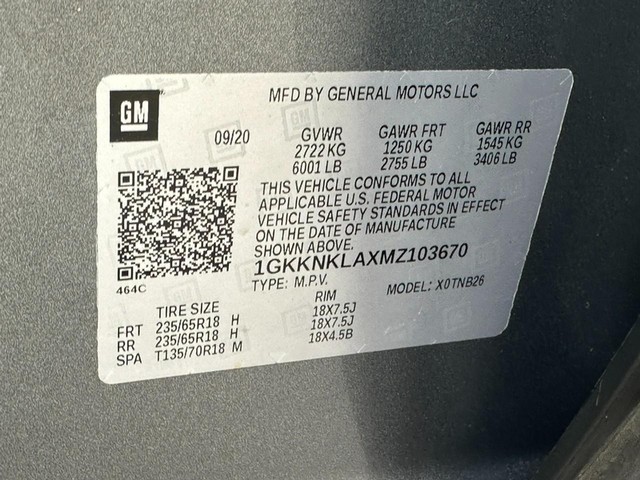 GM
MFD BY GENERAL MOTORS LLC
09/20 GVWR GAWR FRT GAWR RR
2722 KG 1250 KG 1545 KG
6001 LB 2755 LB 3406 LB
THIS VEHICLE CONFORMS TO ALL
APPLICABLE U.S. FEDERAL MOTOR
VEHICLE SAFETY STANDARDS IN EFFECT
ON THE DATE OF MANUFACTURE
SHOWN ABOVE.
1GKKNKLAXMZ103670
464C
TYPE: M.P.V. MODEL: X0TNB26
TIRE SIZE RIM
FRT 235/65R18 H 18X7.5J
RR 235/65R18 H 18X7.5J
SPA T135/70R18 M 18X4.5B